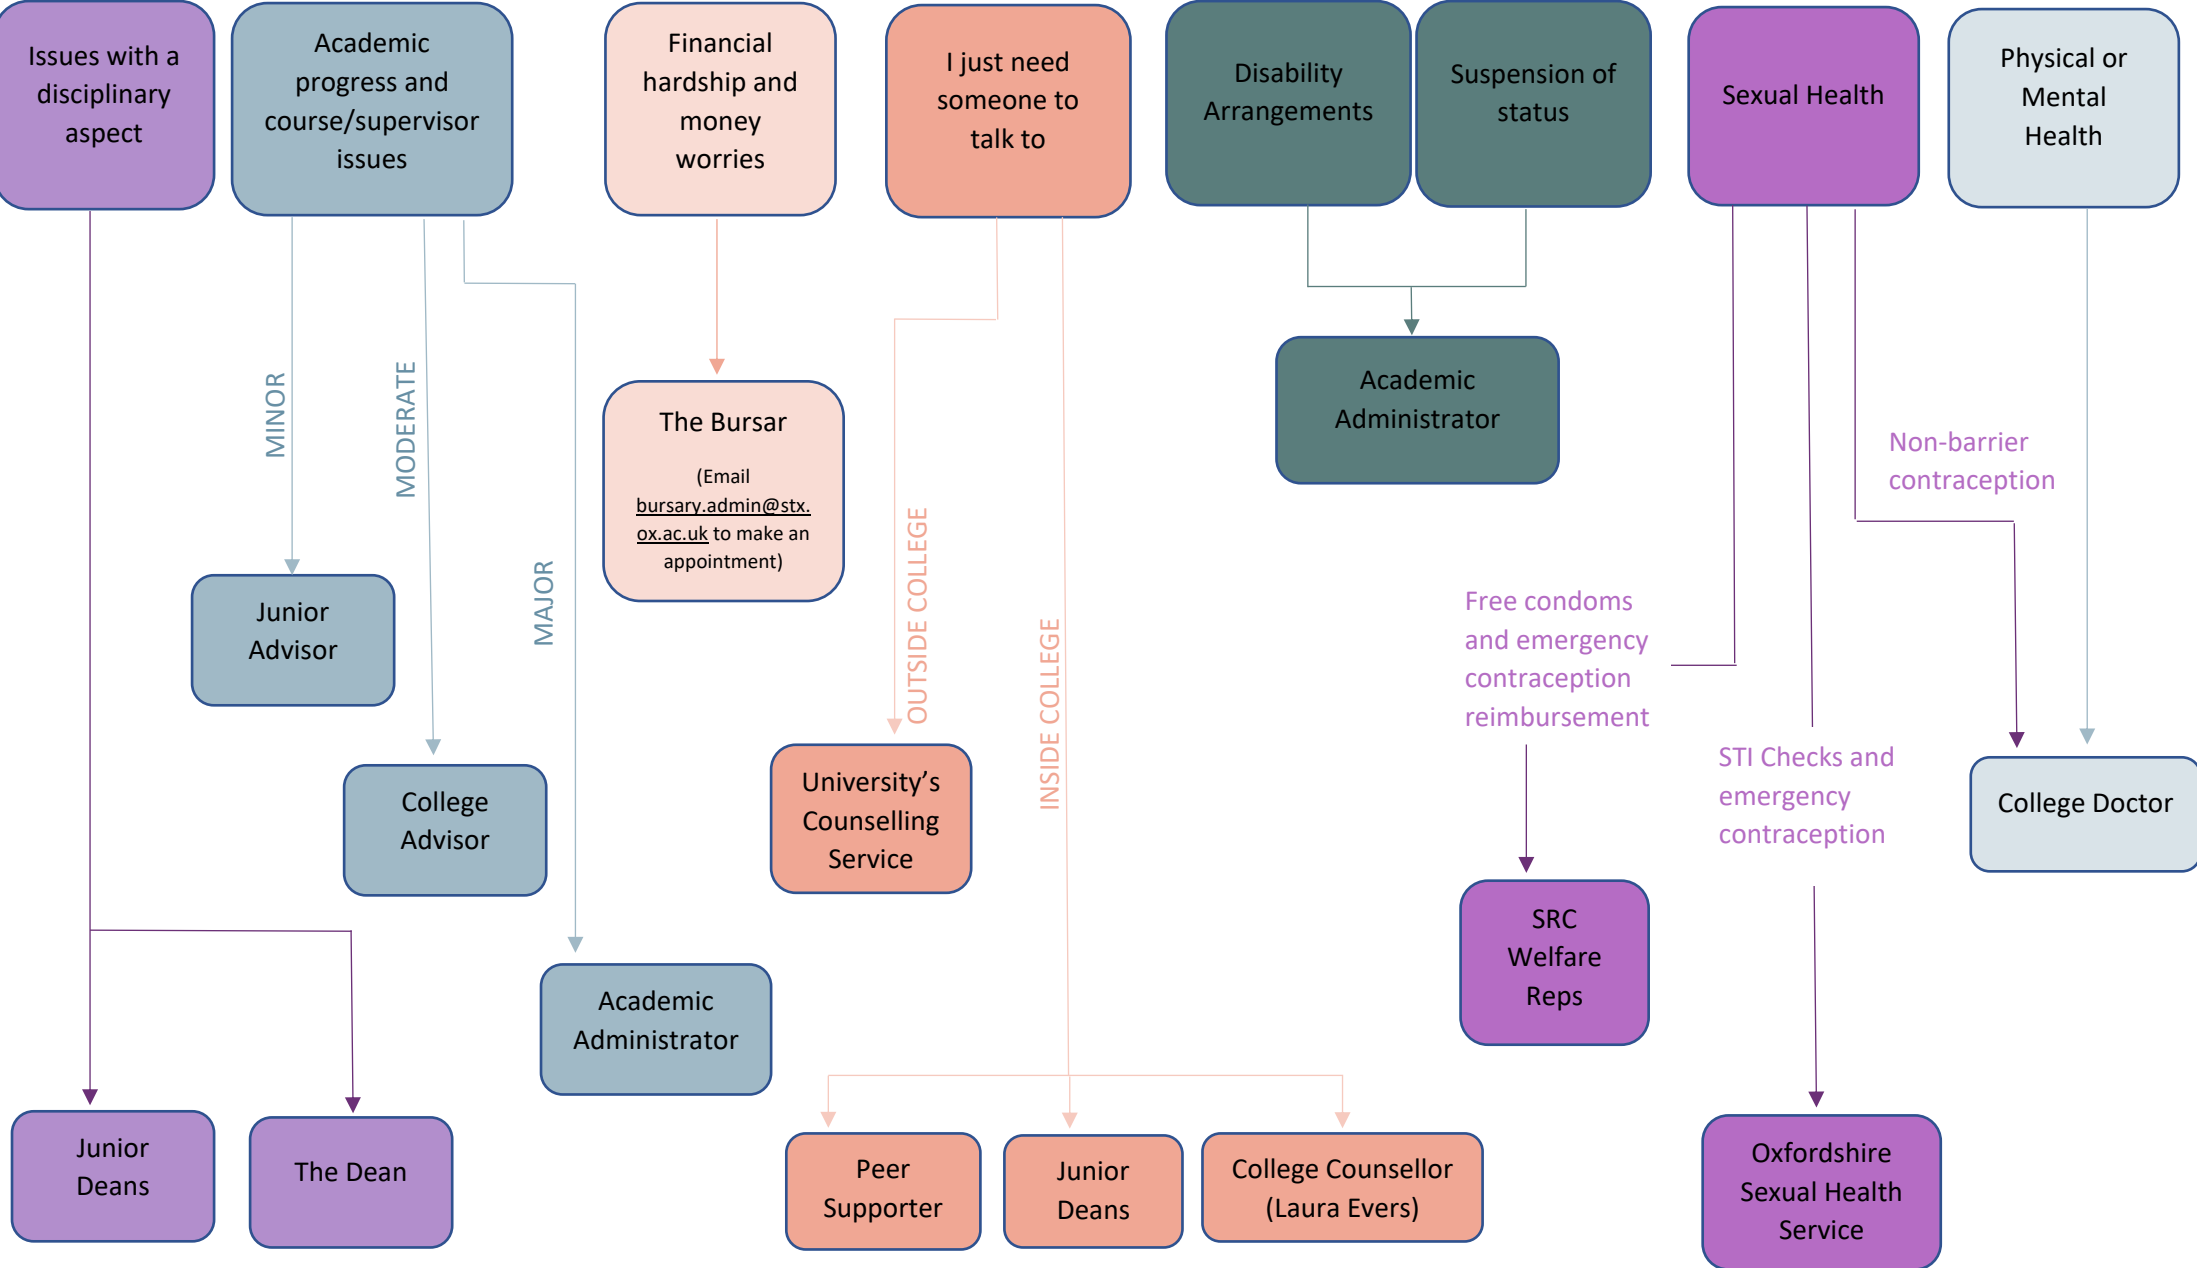 Issues with a
disciplinary
aspect
Academic
progress and
course/supervisor
issues
Financial
hardship and
money
worries
I just need
someone to
talk to
Disability
Arrangements
Suspension of
status
Sexual Health
Physical or
Mental
Health
MINOR
MODERATE
MAJOR
Junior
Advisor
College
Advisor
Academic
Administrator
The Bursar
(Email
bursary.admin@stx.
ox.ac.uk to make an
appointment)
OUTSIDE COLLEGE
INSIDE COLLEGE
University’s
Counselling
Service
Academic
Administrator
Non-barrier
contraception
Free condoms
and emergency
contraception
reimbursement
STI Checks and
emergency
contraception
College Doctor
SRC
Welfare
Reps
Junior
Deans
The Dean
Peer
Supporter
Junior
Deans
College Counsellor
(Laura Evers)
Oxfordshire
Sexual Health
Service